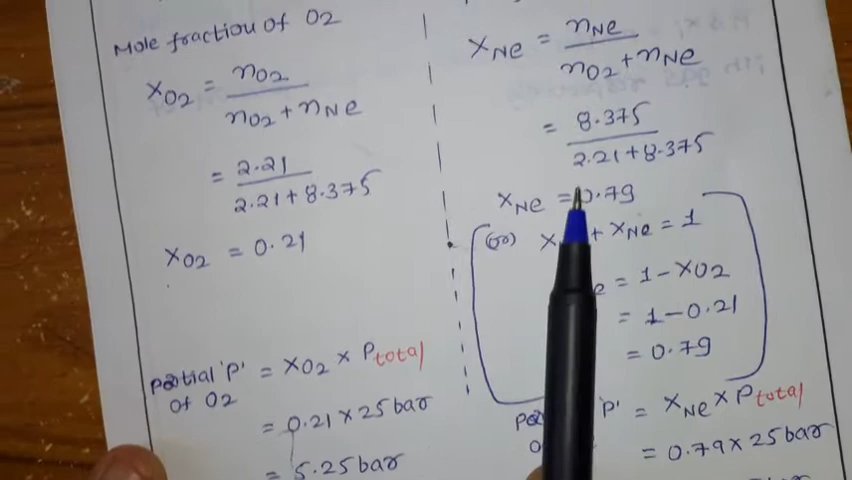 Mole fraction of O2
XO2 = nO2
nO2 + nNe
= 2.21
2.21 + 8.375
XO2 = 0.21
Partial 'P' of O2 = XO2 × Ptotal
= 0.21 × 25 bar
= 5.25 bar
XNe = nNe
nO2 + nNe
= 8.375
2.21 + 8.375
XNe = 0.79
(or) X + XNe = 1
e = 1 - XO2
= 1 - 0.21
= 0.79
P' = XNe × Ptotal
= 0.79 × 25 bar